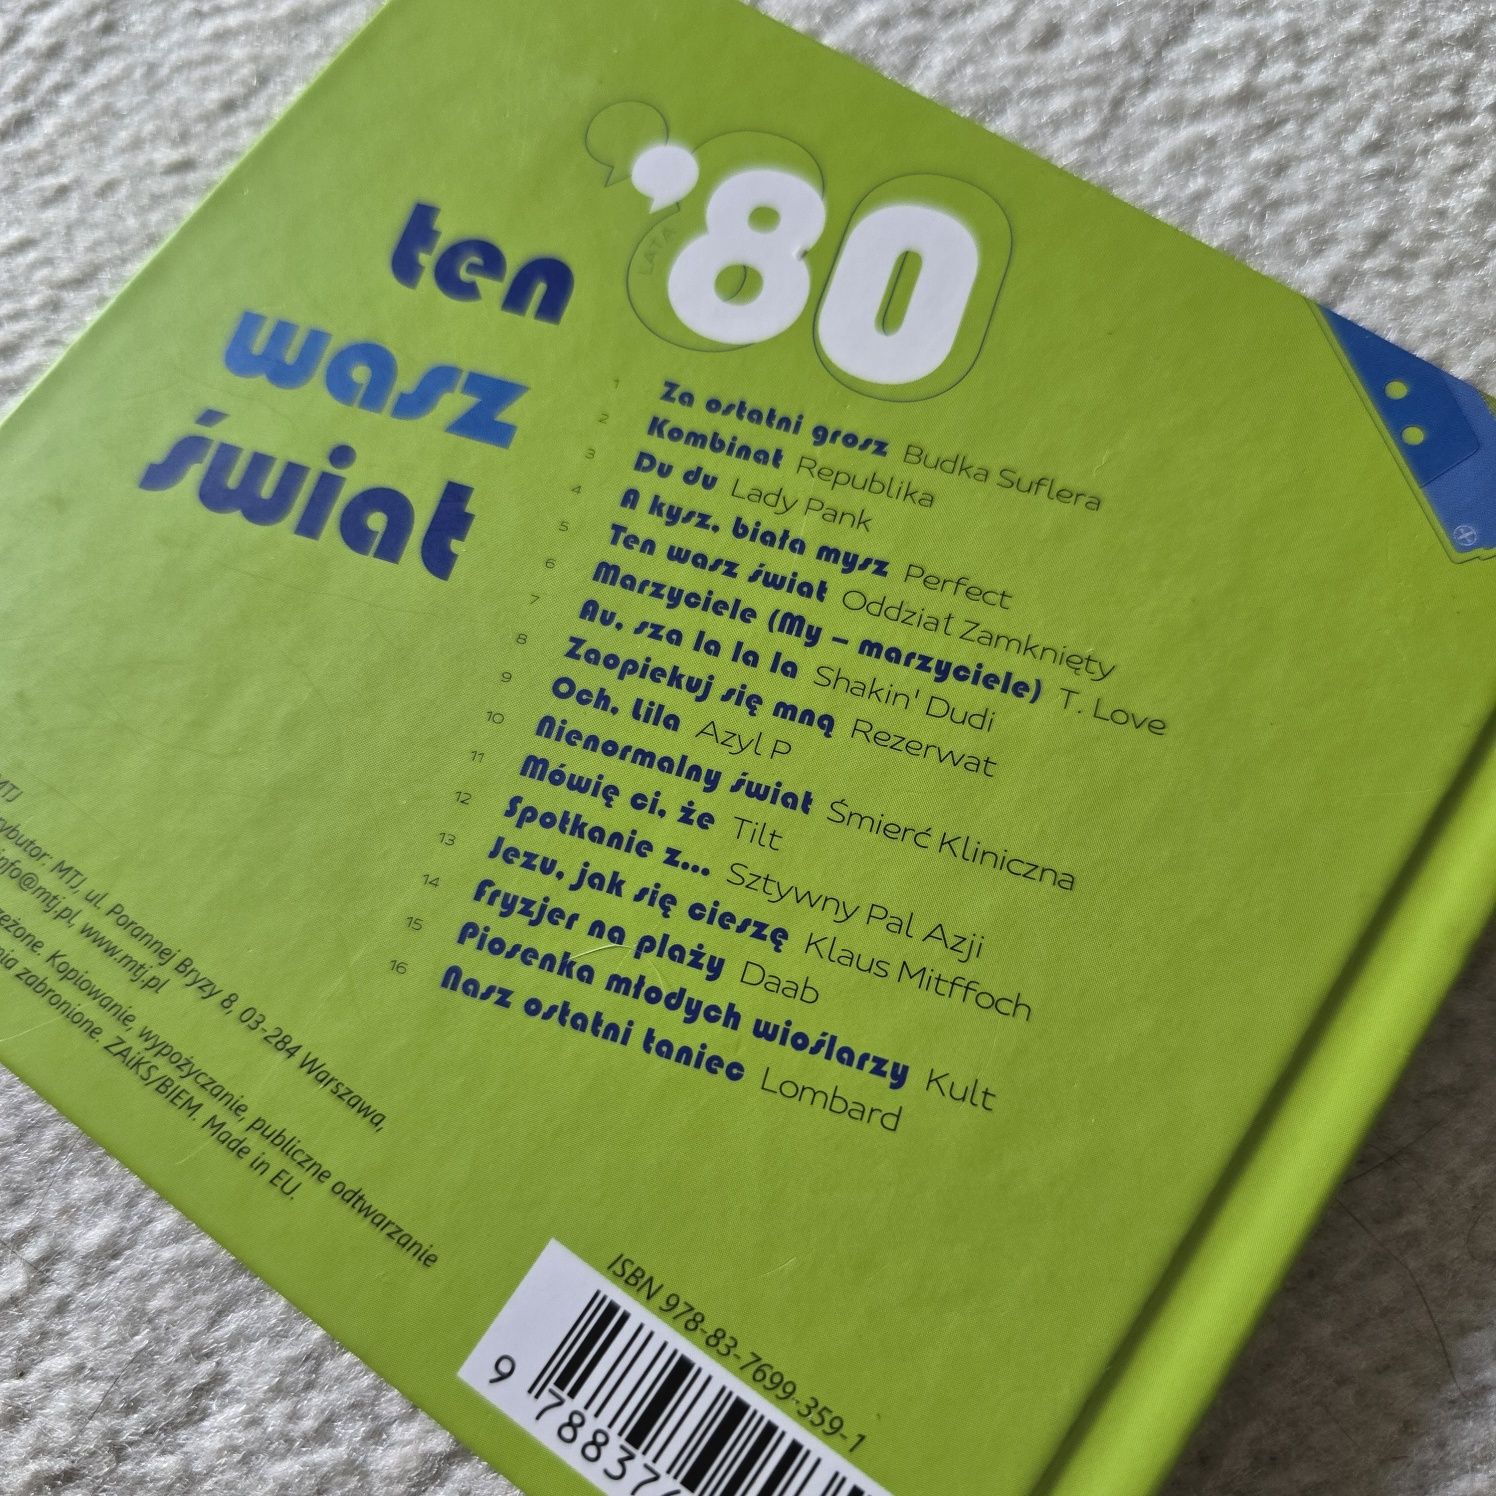 LATA
'80
ten
wasz
świat
1 Za ostatni grosz Budka Suflera
2 Kombinat Republika
3 Du du Lady Pank
4 A kysz, biała mysz Perfect
5 Ten wasz świat Oddział Zamknięty
6 Marzyciele (My – marzyciele) T. Love
7 Au, sza la la la Shakin' Dudi
8 Zaopiekuj się mną Rezerwat
9 Och, Lila Azyl P
10 Nienormalny świat Śmierć Kliniczna
11 Mówię ci, że Tilt
12 Spotkanie z... Sztywny Pal Azji
13 Jezu, jak się cieszę Klaus Mitffoch
14 Fryzjer na plaży Daab
15 Piosenka młodych wioślarzy Kult
16 Nasz ostatni taniec Lombard
MTJ
MTJ, ul. Porannej Bryzy 8, 03-284 Warszawa,
info@mtj.pl, www.mtj.pl
Kopiowanie, wypożyczanie, publiczne odtwarzanie
zabronione. ZAiKS/BIEM. Made in EU.
ISBN 978-83-7699-359-1
9 78837